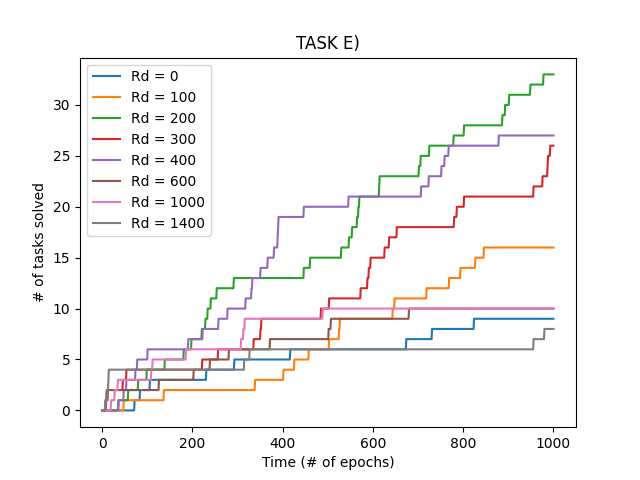 TASK E)
Rd = 0
Rd = 100
Rd = 200
Rd = 300
Rd = 400
Rd = 600
Rd = 1000
Rd = 1400
# of tasks solved
30
25
20
15
10
5
0
0 200 400 600 800 1000
Time (# of epochs)